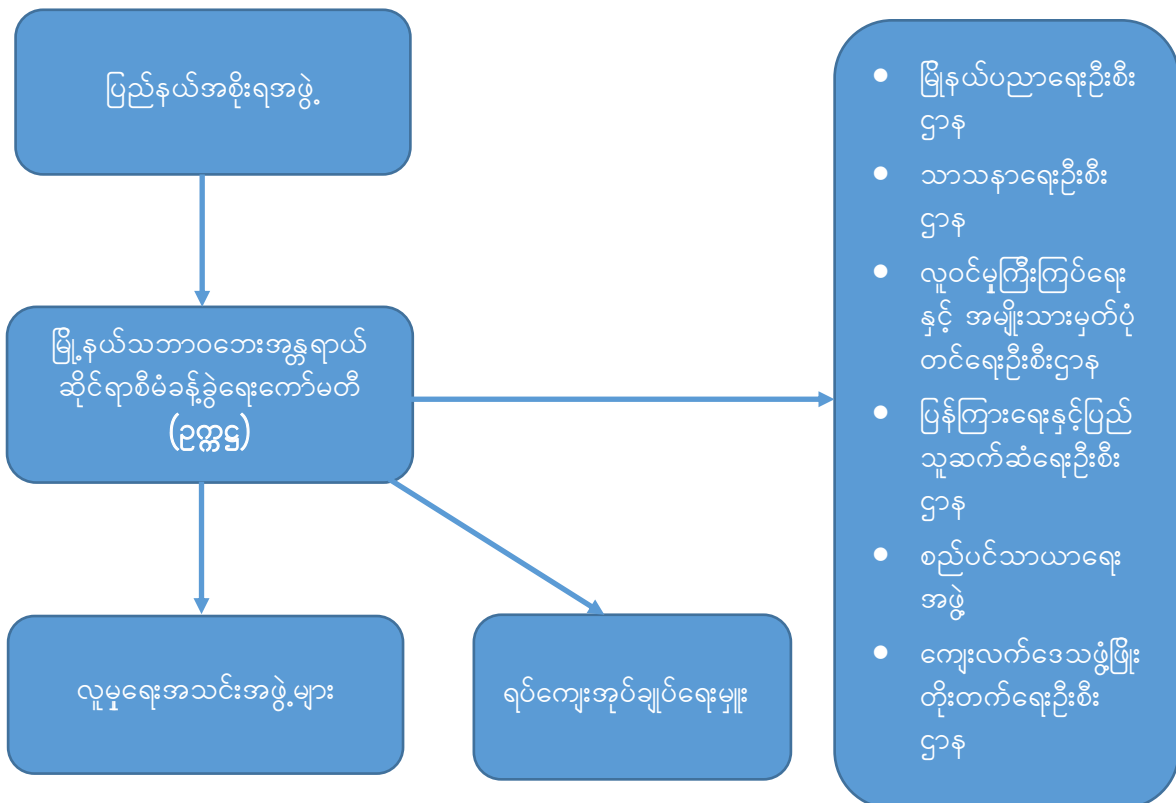 ပြည်နယ်အစိုးရအဖွဲ့
မြို့နယ်သဘာဝဘေးအန္တရာယ်
ဆိုင်ရာစီမံခန့်ခွဲရေးကော်မတီ
(ဥက္ကဋ္ဌ)
လူမှုရေးအသင်းအဖွဲ့များ
ရပ်ကျေးအုပ်ချုပ်ရေးမှူး
● မြိုနယ်ပညာရေးဦးစီး
ဌာန
● သာသနာရေးဦးစီး
ဌာန
● လူဝင်မှုကြီးကြပ်ရေး
နှင့် အမျိုးသားမှတ်ပုံ
တင်ရေးဦးစီးဌာန
● ပြန်ကြားရေးနှင့်ပြည်
သူဆက်ဆံရေးဦးစီး
ဌာန
● စည်ပင်သာယာရေး
အဖွဲ့
● ကျေးလက်ဒေသဖွံ့ဖြိုး
တိုးတက်ရေးဦးစီး
ဌာန